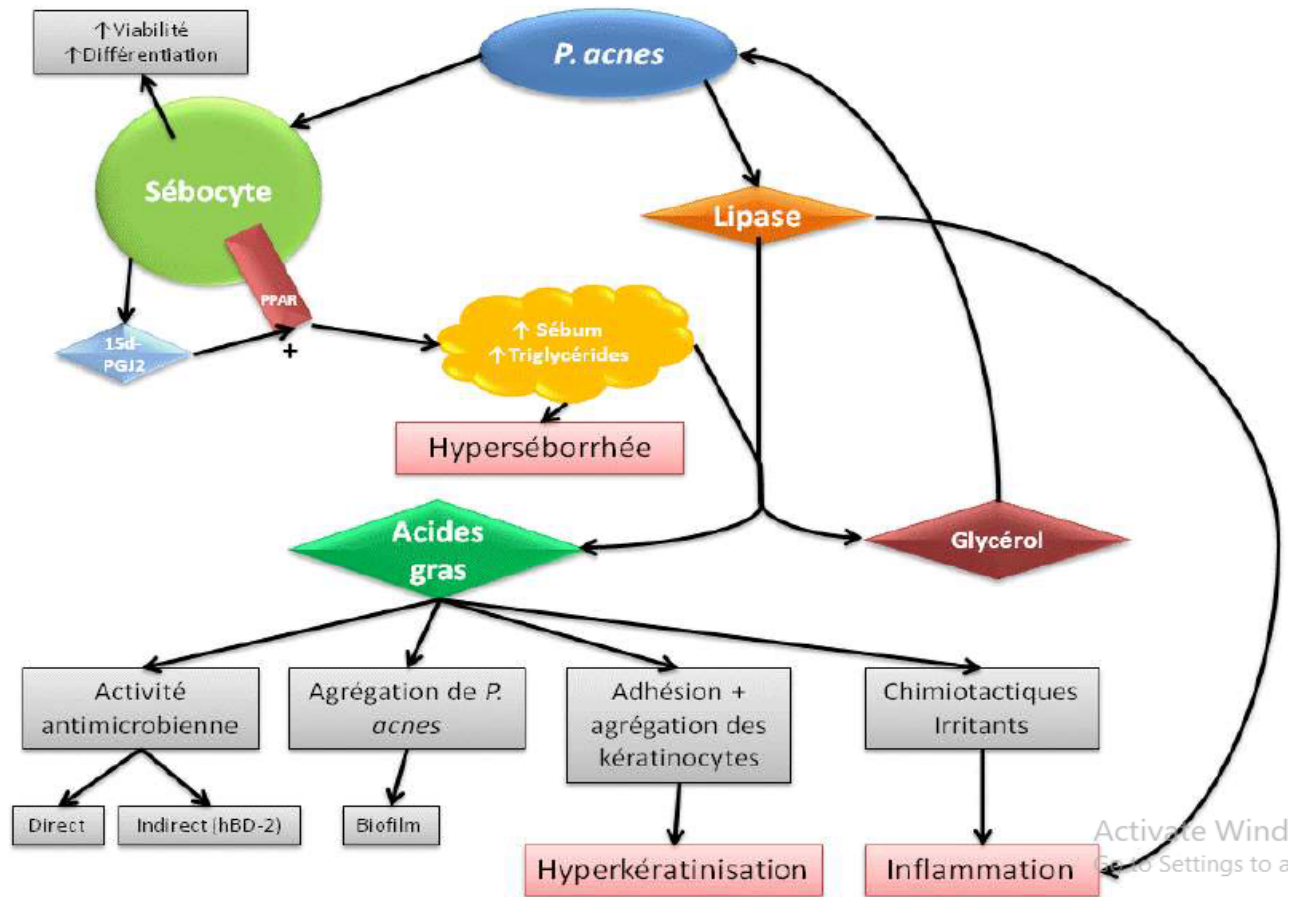 ↑Viabilité
↑Différentiation
P. acnes
Sébocyte
Lipase
PPAR
15d-
PGJ2
+
↑ Sébum
↑Triglycérides
Hyperséborrhée
Acides
gras
Glycérol
Activité
antimicrobienne
Agrégation de P.
acnes
Adhésion +
agrégation des
kératinocytes
Chimiotactiques
Irritants
Direct
Indirect (hBD-2)
Biofilm
Hyperkératinisation
Inflammation
Activate Wind
to Settings to a